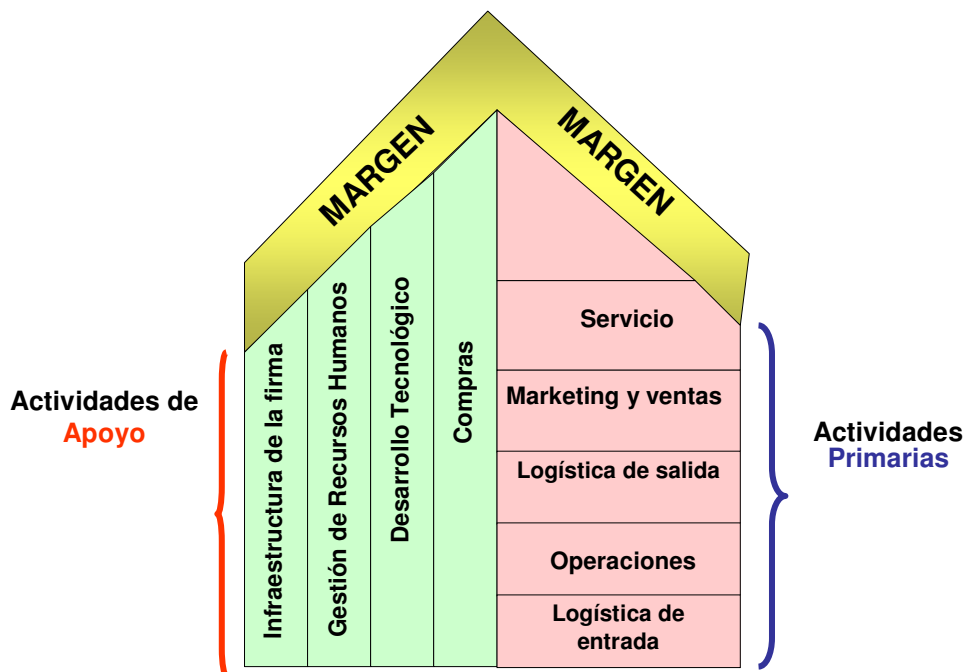 MARGEN
MARGEN
Actividades de
Apoyo
Infraestructura de la firma
Gestión de Recursos Humanos
Desarrollo Tecnológico
Compras
Servicio
Marketing y ventas
Logística de salida
Operaciones
Logística de
entrada
Actividades
Primarias